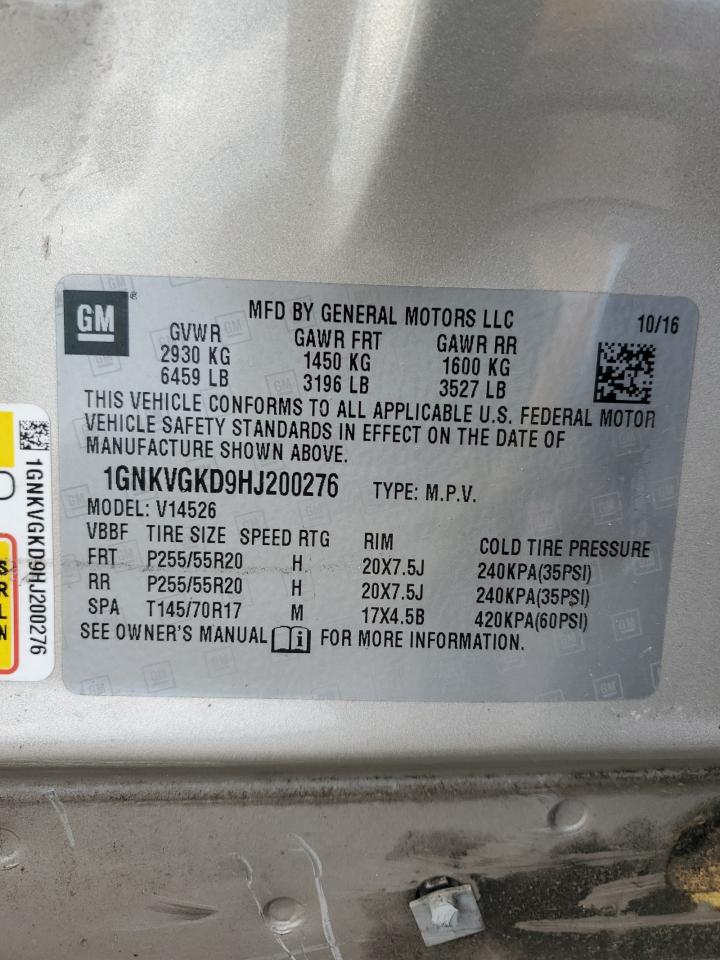 GM
MFD BY GENERAL MOTORS LLC 10/16
GVWR GAWR FRT GAWR RR
2930 KG 1450 KG 1600 KG
6459 LB 3196 LB 3527 LB
THIS VEHICLE CONFORMS TO ALL APPLICABLE U.S. FEDERAL MOTOR
VEHICLE SAFETY STANDARDS IN EFFECT ON THE DATE OF
MANUFACTURE SHOWN ABOVE.
1GNKVGKD9HJ200276 TYPE: M.P.V.
MODEL: V14526
VBBF TIRE SIZE SPEED RTG RIM COLD TIRE PRESSURE
FRT P255/55R20 H 20X7.5J 240KPA(35PSI)
RR P255/55R20 H 20X7.5J 240KPA(35PSI)
SPA T145/70R17 M 17X4.5B 420KPA(60PSI)
SEE OWNER'S MANUAL i FOR MORE INFORMATION.
1GNKVGKD9HJ200276